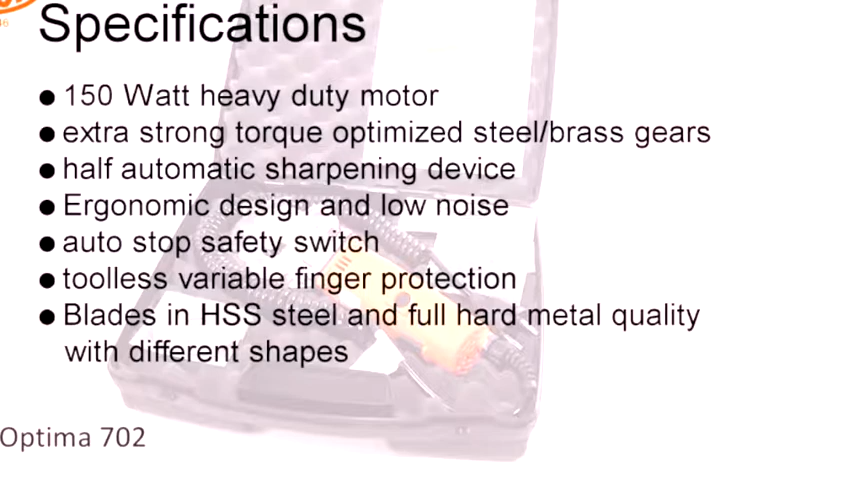 46
Specifications
● 150 Watt heavy duty motor
● extra strong torque optimized steel/brass gears
● half automatic sharpening device
● Ergonomic design and low noise
● auto stop safety switch
● toolless variable finger protection
● Blades in HSS steel and full hard metal quality
with different shapes
Optima 702